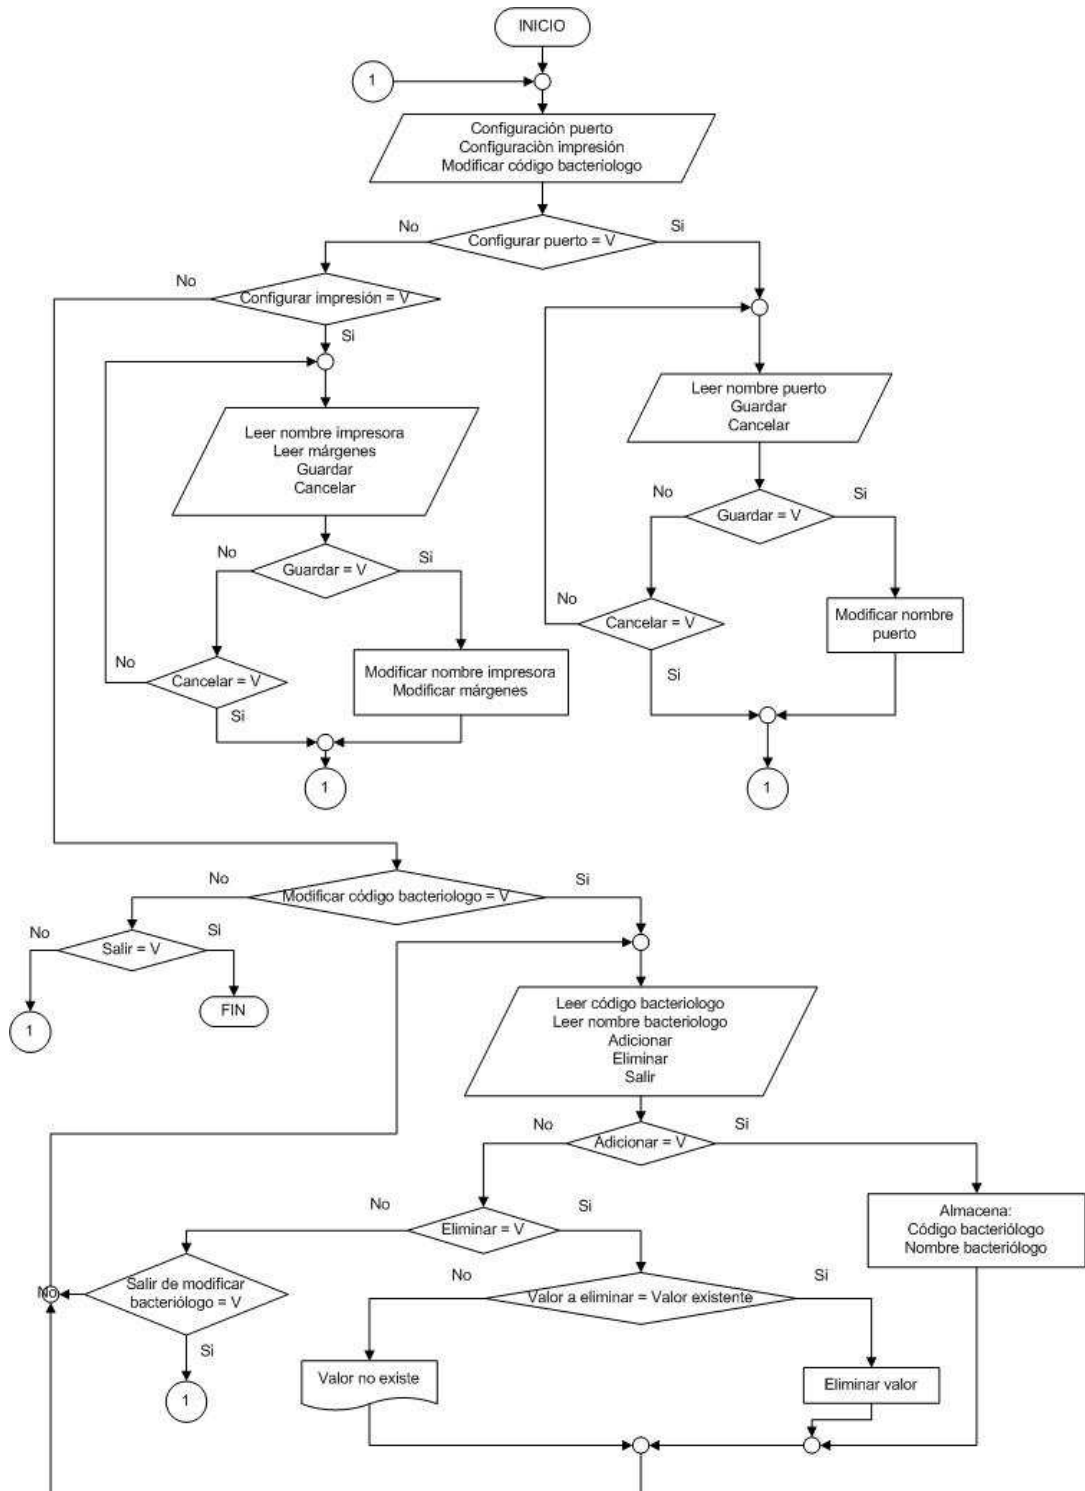 INICIO
1
Configuración puerto
Configuraciòn impresión
Modificar código bacteriologo
No
Si
Configurar puerto = V
No
Configurar impresión = V
Si
Leer nombre puerto
Guardar
Cancelar
Leer nombre impresora
Leer márgenes
Guardar
Cancelar
No
Si
Guardar = V
No
Si
Guardar = V
No
Cancelar = V
Modificar nombre
puerto
No
Cancelar = V
Si
Modificar nombre impresora
Modificar márgenes
Si
1
1
No
Si
Modificar código bacteriologo = V
No
Si
Salir = V
FIN
1
Leer código bacteriologo
Leer nombre bacteriologo
Adicionar
Eliminar
Salir
No
Si
Adicionar = V
No
Si
Eliminar = V
Almacena:
Código bacteriólogo
Nombre bacteriólogo
No
Salir de modificar
bacteriólogo = V
No
Si
Valor a eliminar = Valor existente
Si
1
Valor no existe
Eliminar valor